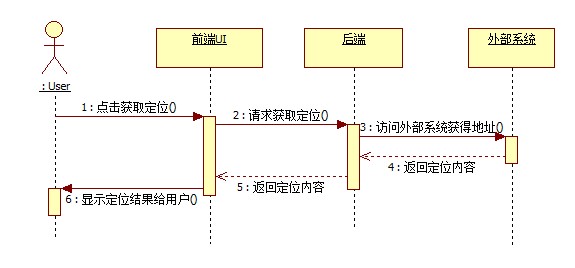 前端UI
后端
外部系统
: User
1 : 点击获取定位()
2 : 请求获取定位()
3 : 访问外部系统获得地址()
4 : 返回定位内容
5 : 返回定位内容
6 : 显示定位结果给用户()